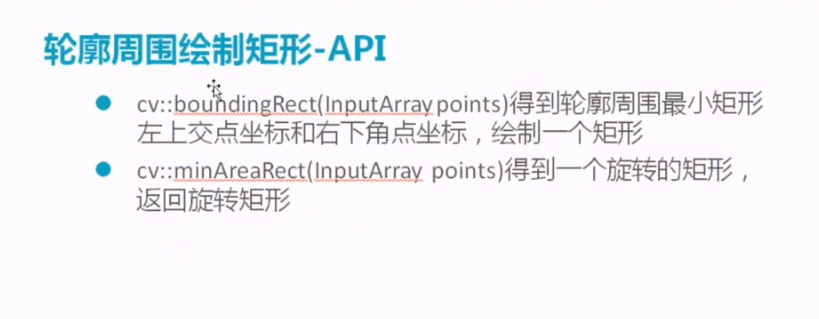 轮廓周围绘制矩形-API
cv::boundingRect(InputArray points)得到轮廓周围最小矩形
左上交点坐标和右下角点坐标，绘制一个矩形
cv::minAreaRect(InputArray points)得到一个旋转的矩形，
返回旋转矩形